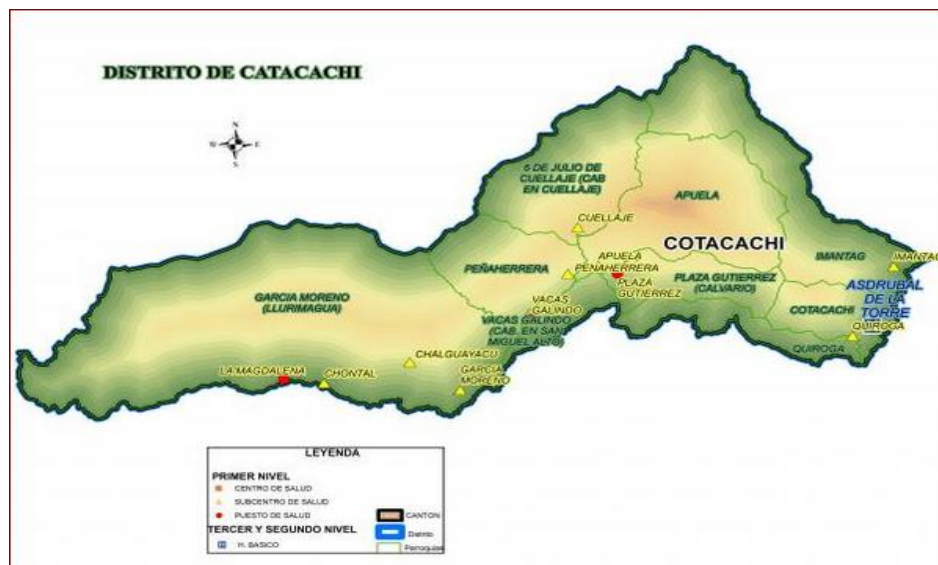 DISTRITO DE CATACACHI
N
W E
S
6 DE JULIO DE
CUELLAJE (CAB
EN CUELLAJE)
APUELA
CUELLAJE
COTACACHI
IMANTAG
IMANTAG
APUELA
PEÑAHERRERA
PEÑAHERRERA
PLAZA
GUTIERREZ
PLAZA GUTIERREZ
(CALVARIO)
ASDRUBAL
DE LA
TORRE
GARCIA MORENO
(LLURIMAGUA)
VACAS
GALINDO
COTACACHI
VACAS GALINDO
(CAB. EN SAN
MIGUEL ALTO)
QUIROGA
QUIROGA
CHALGUAYACU
LA MAGDALENA
CHONTAL
GARCIA
MORENO
LEYENDA
PRIMER NIVEL
CENTRO DE SALUD
SUBCENTRO DE SALUD
PUESTO DE SALUD
TERCER Y SEGUNDO NIVEL
H. BASICO
CANTON
Distrito
Parroquias